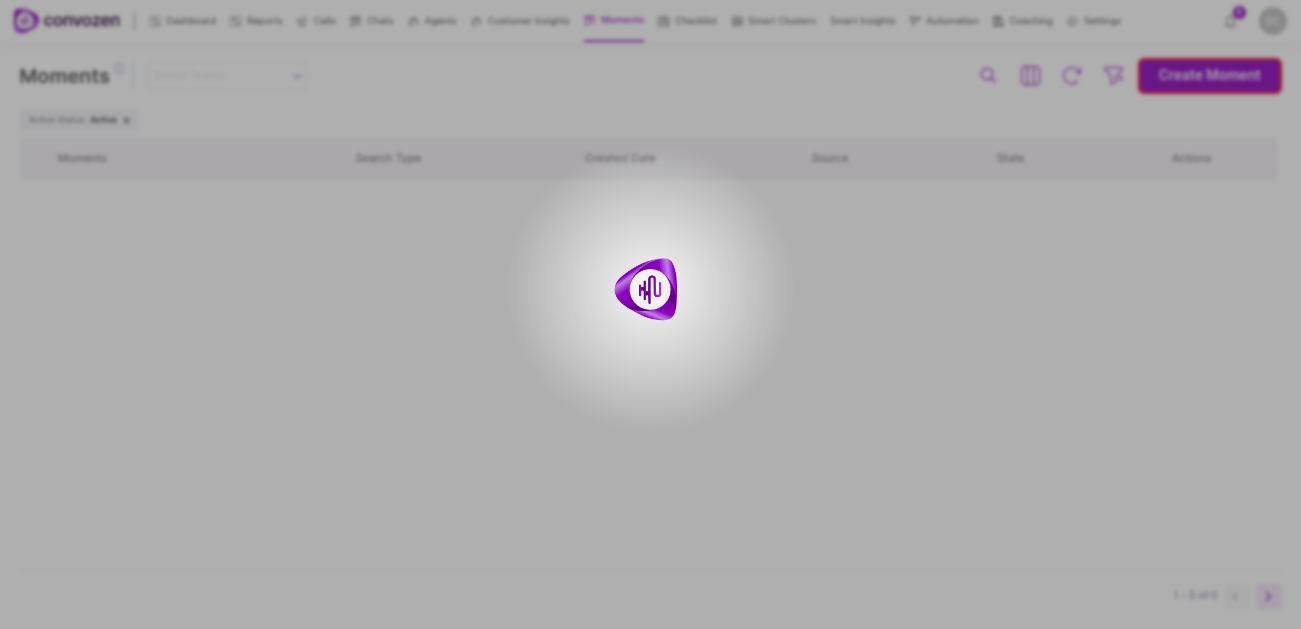 convozen Dashboard Reports Calls Chats Agents Customer Insights Moments Checklist Smart Clusters Smart Insights Automation Coaching Settings
Moments Create Moment
Active Status: Active x
Moments Search Type Created Date Source State Actions
1 - 0 of 0